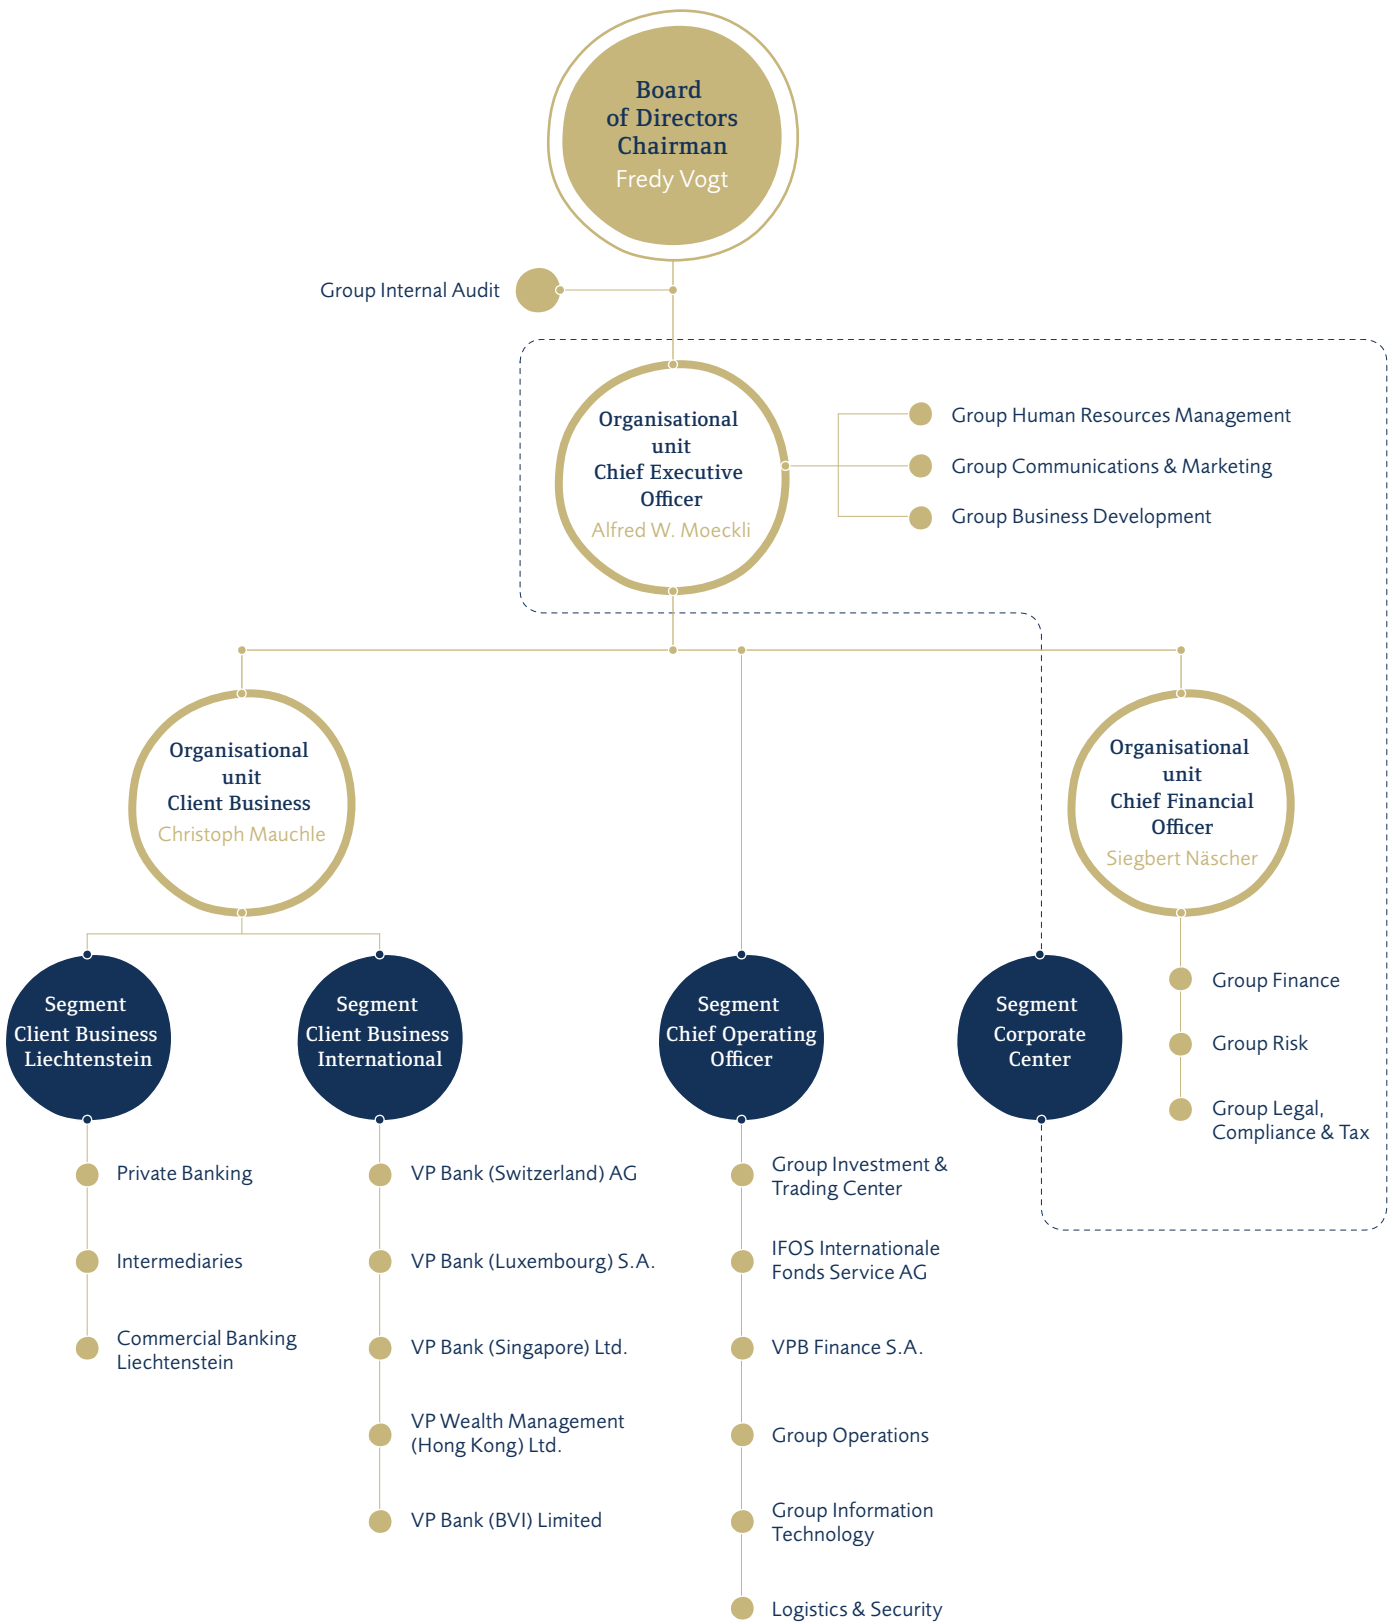 Board
of Directors
Chairman
Fredy Vogt
Group Internal Audit
Organisational
unit
Chief Executive
Officer
Alfred W. Moeckli
Group Human Resources Management
Group Communications & Marketing
Group Business Development
Organisational
unit
Client Business
Christoph Mauchle
Organisational
unit
Chief Financial
Officer
Siegbert Näscher
Group Finance
Group Risk
Group Legal,
Compliance & Tax
Segment
Client Business
Liechtenstein
Private Banking
Intermediaries
Commercial Banking
Liechtenstein
Segment
Client Business
International
VP Bank (Switzerland) AG
VP Bank (Luxembourg) S.A.
VP Bank (Singapore) Ltd.
VP Wealth Management
(Hong Kong) Ltd.
VP Bank (BVI) Limited
Segment
Chief Operating
Officer
Group Investment &
Trading Center
IFOS Internationale
Fonds Service AG
VPB Finance S.A.
Group Operations
Group Information
Technology
Logistics & Security
Segment
Corporate
Center